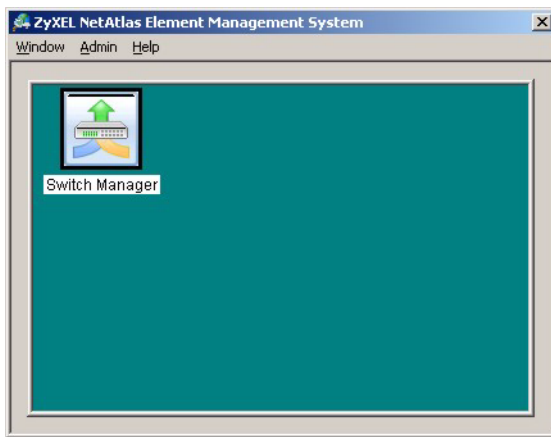 ZyXEL NetAtlas Element Management System
Window Admin Help
Switch Manager